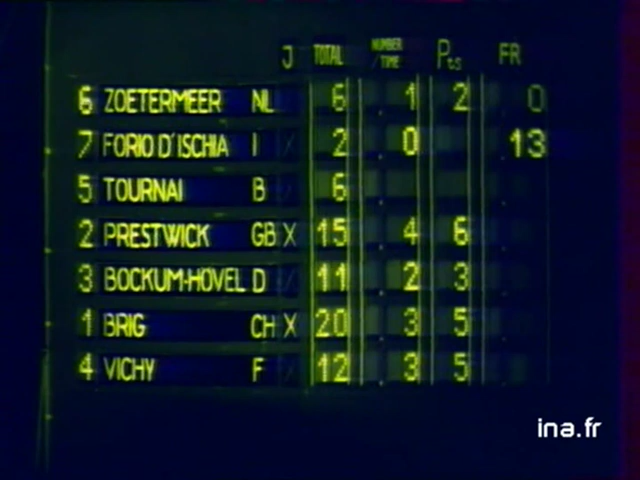 J TOTAL NUMBER / TIME Pts FR
6 ZOETERMEER NL 6 1 2 0
7 FORIO D'ISCHIA I 2 0 13
5 TOURNAI B 6
2 PRESTWICK GB X 15 4 6
3 BOCKUM-HÖVEL D 11 2 3
1 BRIG CH X 20 3 5
4 VICHY F 12 3 5
ina.fr